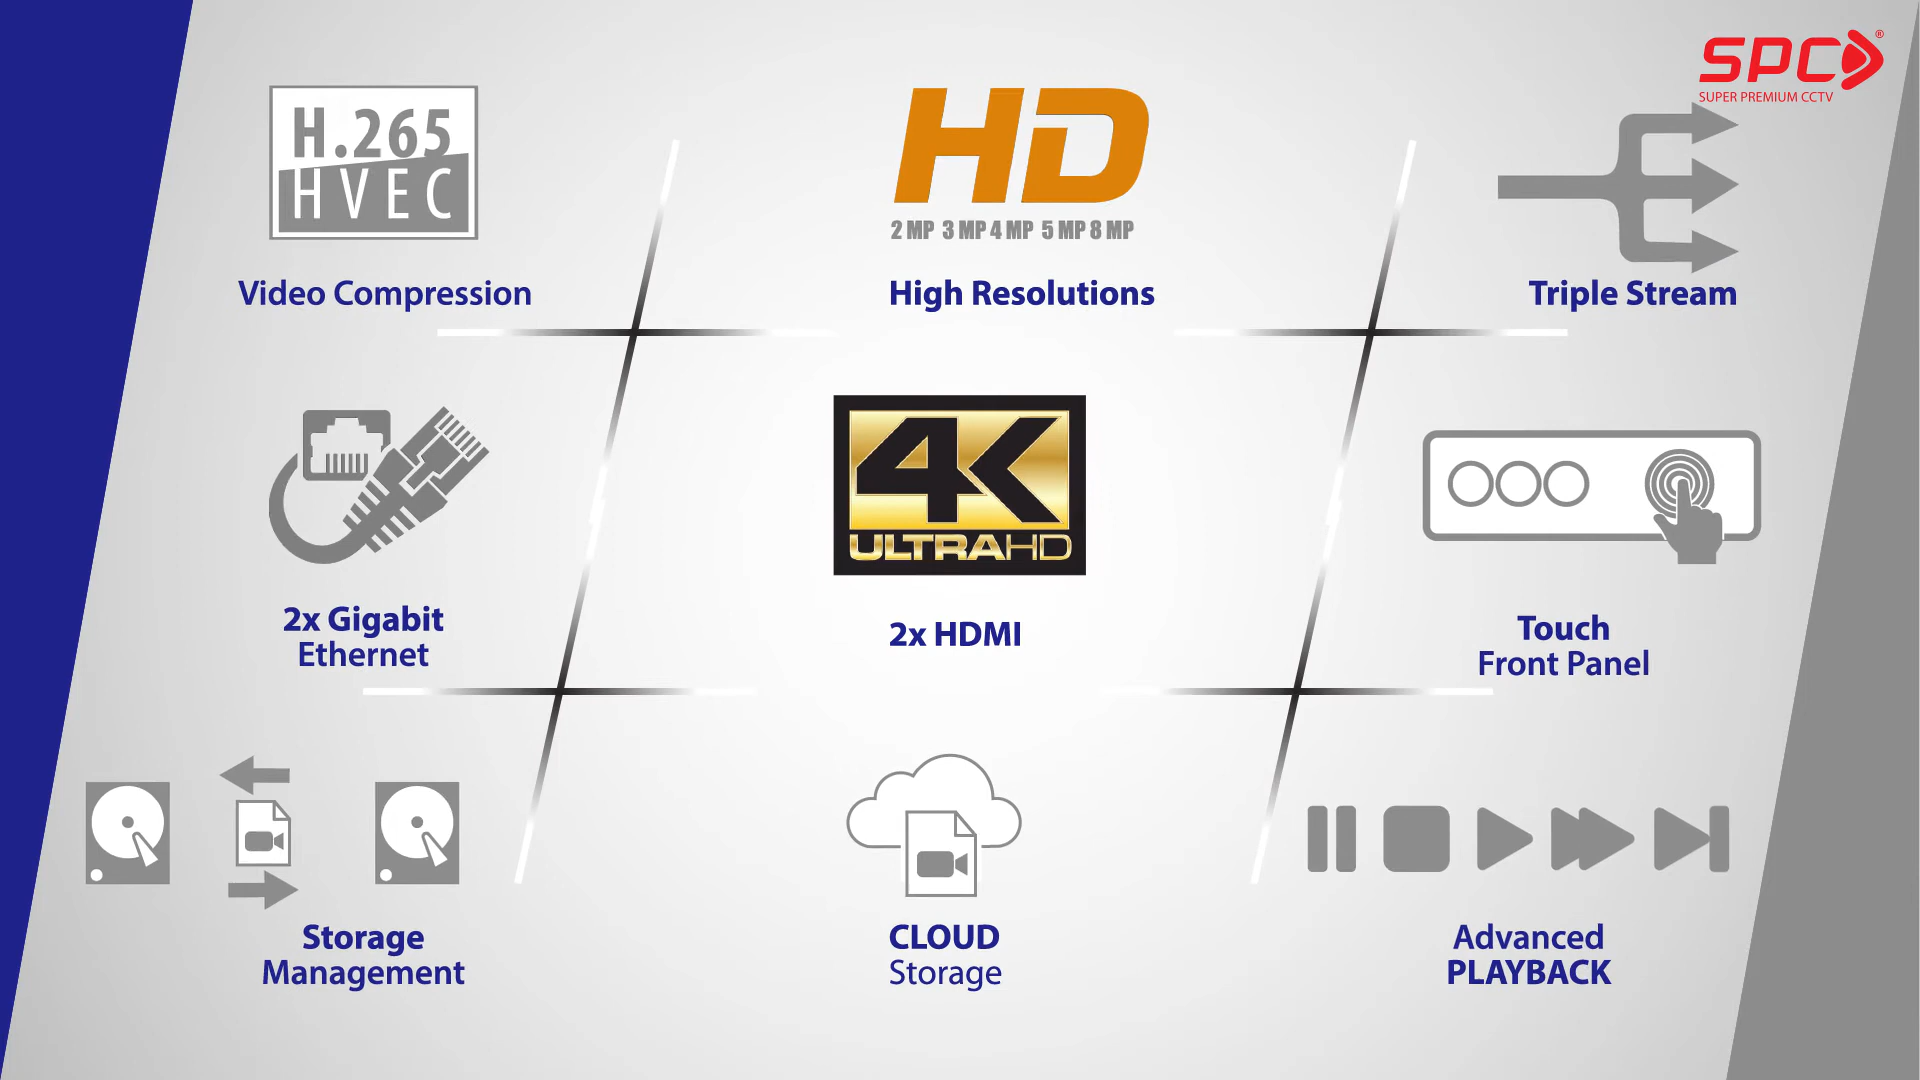 SPC®
SUPER PREMIUM CCTV
H.265
HVEC
Video Compression
HD
2 MP 3 MP 4 MP 5 MP 8 MP
High Resolutions
Triple Stream
2x Gigabit
Ethernet
4K
ULTRAHD
2x HDMI
Touch
Front Panel
Storage
Management
CLOUD
Storage
Advanced
PLAYBACK